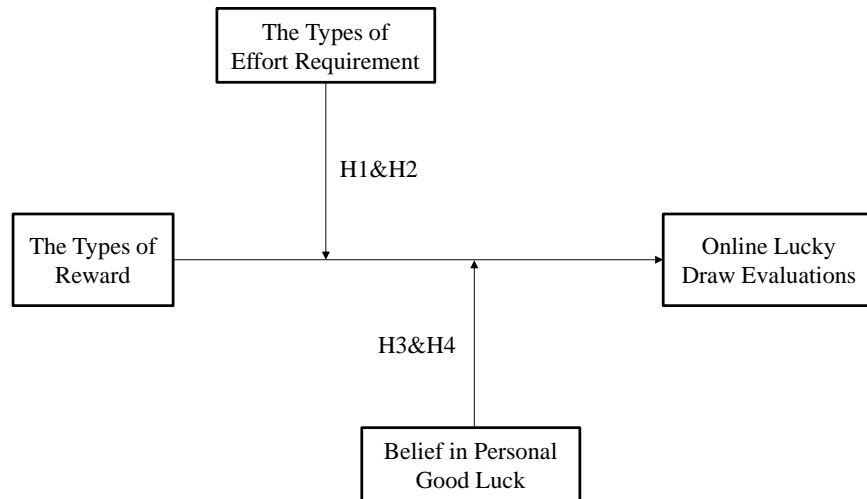 The Types of
Effort Requirement
H1&H2
The Types of
Reward
Online Lucky
Draw Evaluations
H3&H4
Belief in Personal
Good Luck